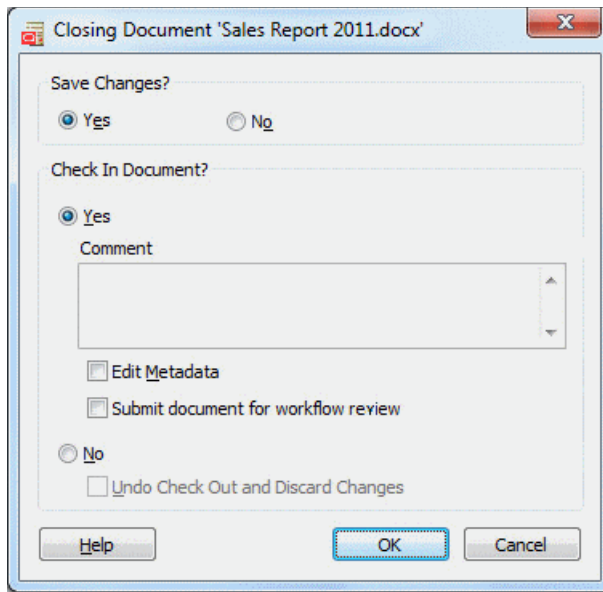 Closing Document 'Sales Report 2011.docx'
Save Changes?
Yes No
Check In Document?
Yes
Comment
Edit Metadata
Submit document for workflow review
No
Undo Check Out and Discard Changes
Help OK Cancel